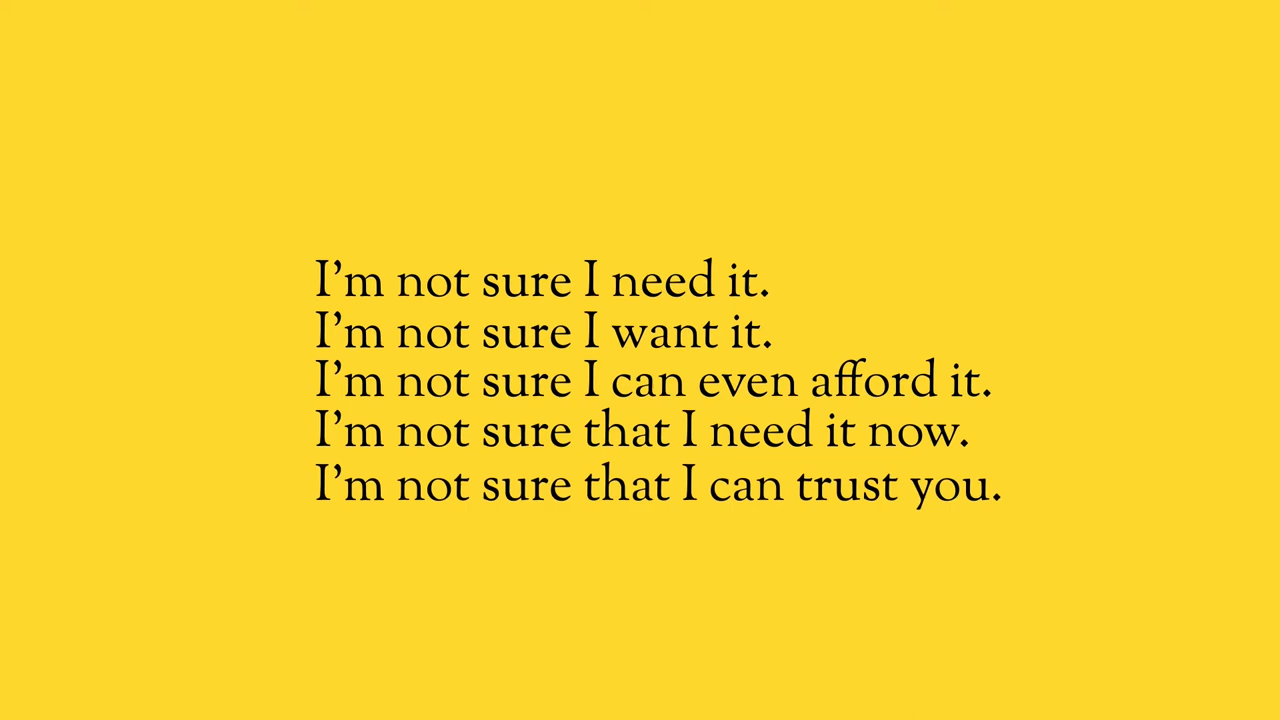 I’m not sure I need it.
I’m not sure I want it.
I’m not sure I can even afford it.
I’m not sure that I need it now.
I’m not sure that I can trust you.